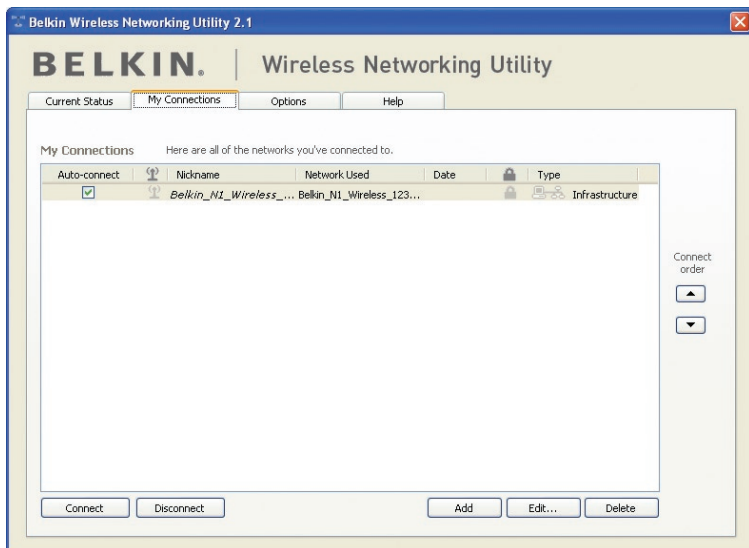 Belkin Wireless Networking Utility 2.1
BELKIN. | Wireless Networking Utility
Current Status My Connections Options Help
My Connections Here are all of the networks you've connected to.
Auto-connect Nickname Network Used Date Type
Belkin_N1_Wireless_... Belkin_N1_Wireless_123... Infrastructure
Connect
order
Connect Disconnect Add Edit... Delete